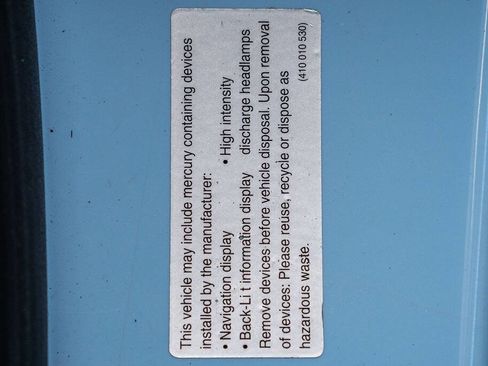 This vehicle may include mercury containing devices
installed by the manufacturer:
• Navigation display • High intensity
• Back-Li t information display discharge headlamps
Remove devices before vehicle disposal. Upon removal
of devices: Please reuse, recycle or dispose as
hazardous waste. (410 010 530)